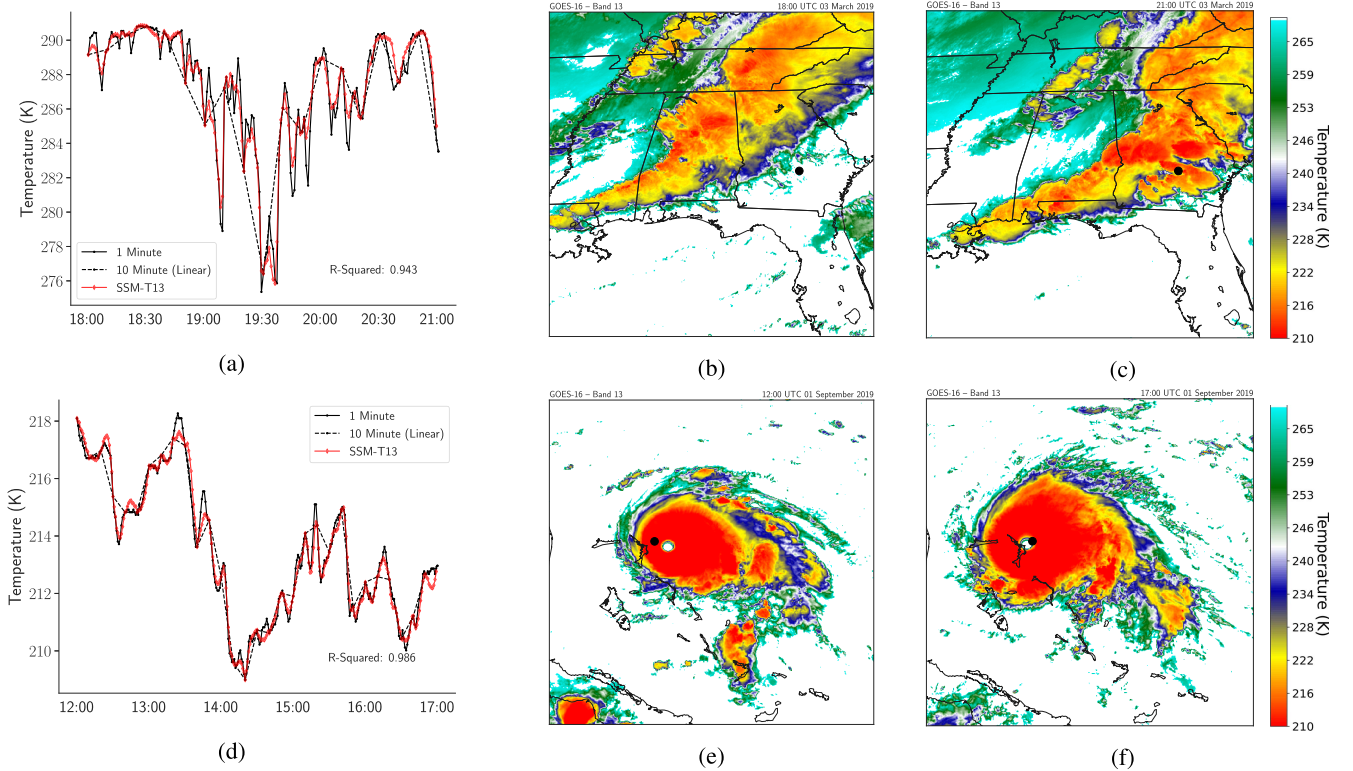 290
288
286
284
282
280
278
276
Temperature (K)
1 Minute
10 Minute (Linear)
SSM-T13
R-Squared: 0.943
18:00 18:30 19:00 19:30 20:00 20:30 21:00
(a)
GOES-16 − Band 13 18:00 UTC 03 March 2019
(b)
GOES-16 − Band 13 21:00 UTC 03 March 2019
(c)
265
259
253
246
240
234
228
222
216
210
Temperature (K)
218
216
214
212
210
Temperature (K)
1 Minute
10 Minute (Linear)
SSM-T13
R-Squared: 0.986
12:00 13:00 14:00 15:00 16:00 17:00
(d)
GOES-16 − Band 13 12:00 UTC 01 September 2019
(e)
GOES-16 − Band 13 17:00 UTC 01 September 2019
(f)
265
259
253
246
240
234
228
222
216
210
Temperature (K)